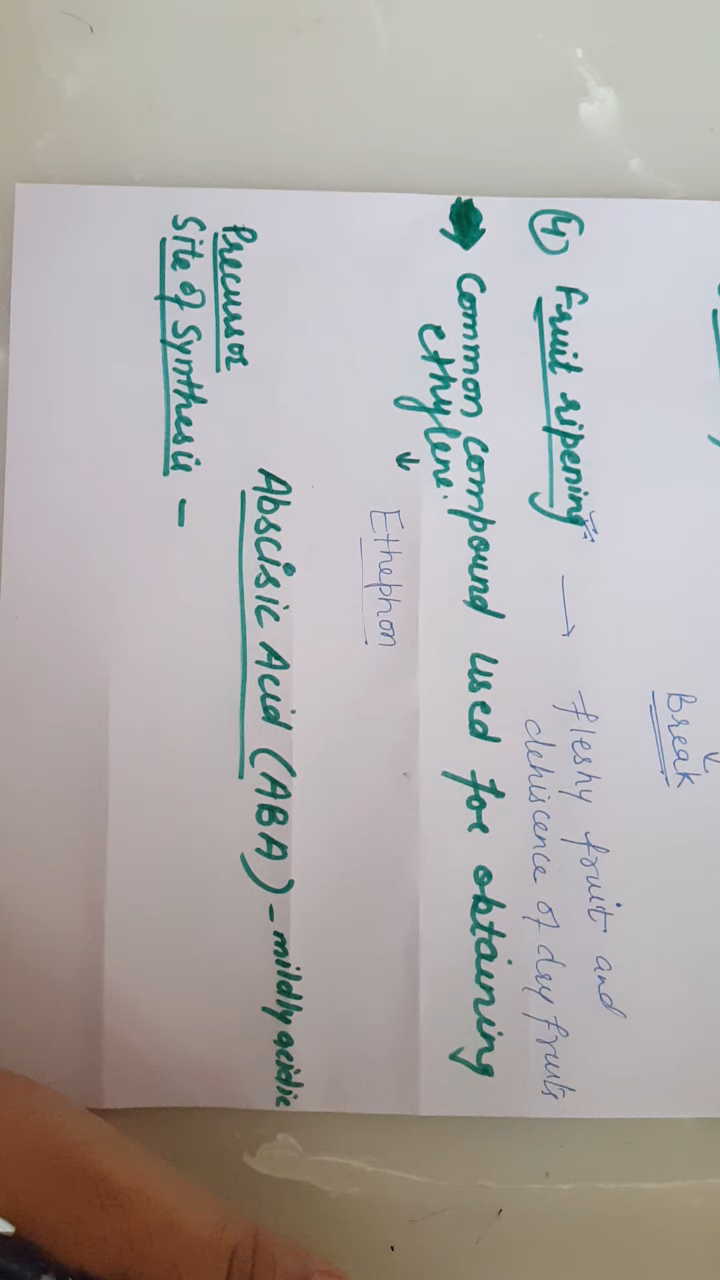 Break
(4) Fruit ripening → fleshy fruit and
dehiscence of dry fruits
Common compound used for obtaining
ethylene.
↓
Ethephon
Abscisic Acid (ABA) - mildly acidic
Precursor
Site of Synthesis -